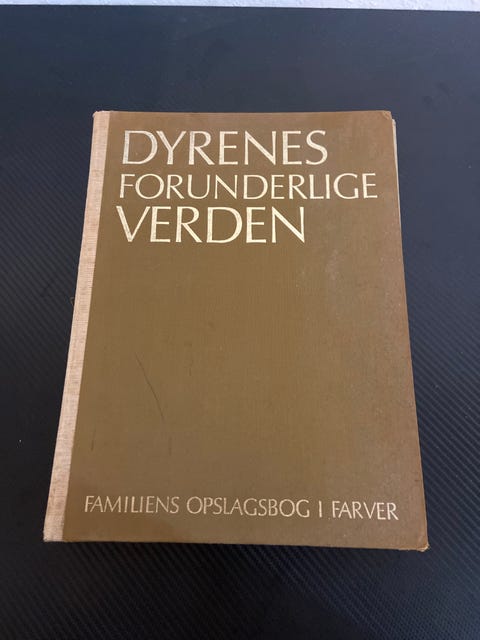 DYRENES
FORUNDERLIGE
VERDEN
FAMILIENS OPSLAGSBOG I FARVER